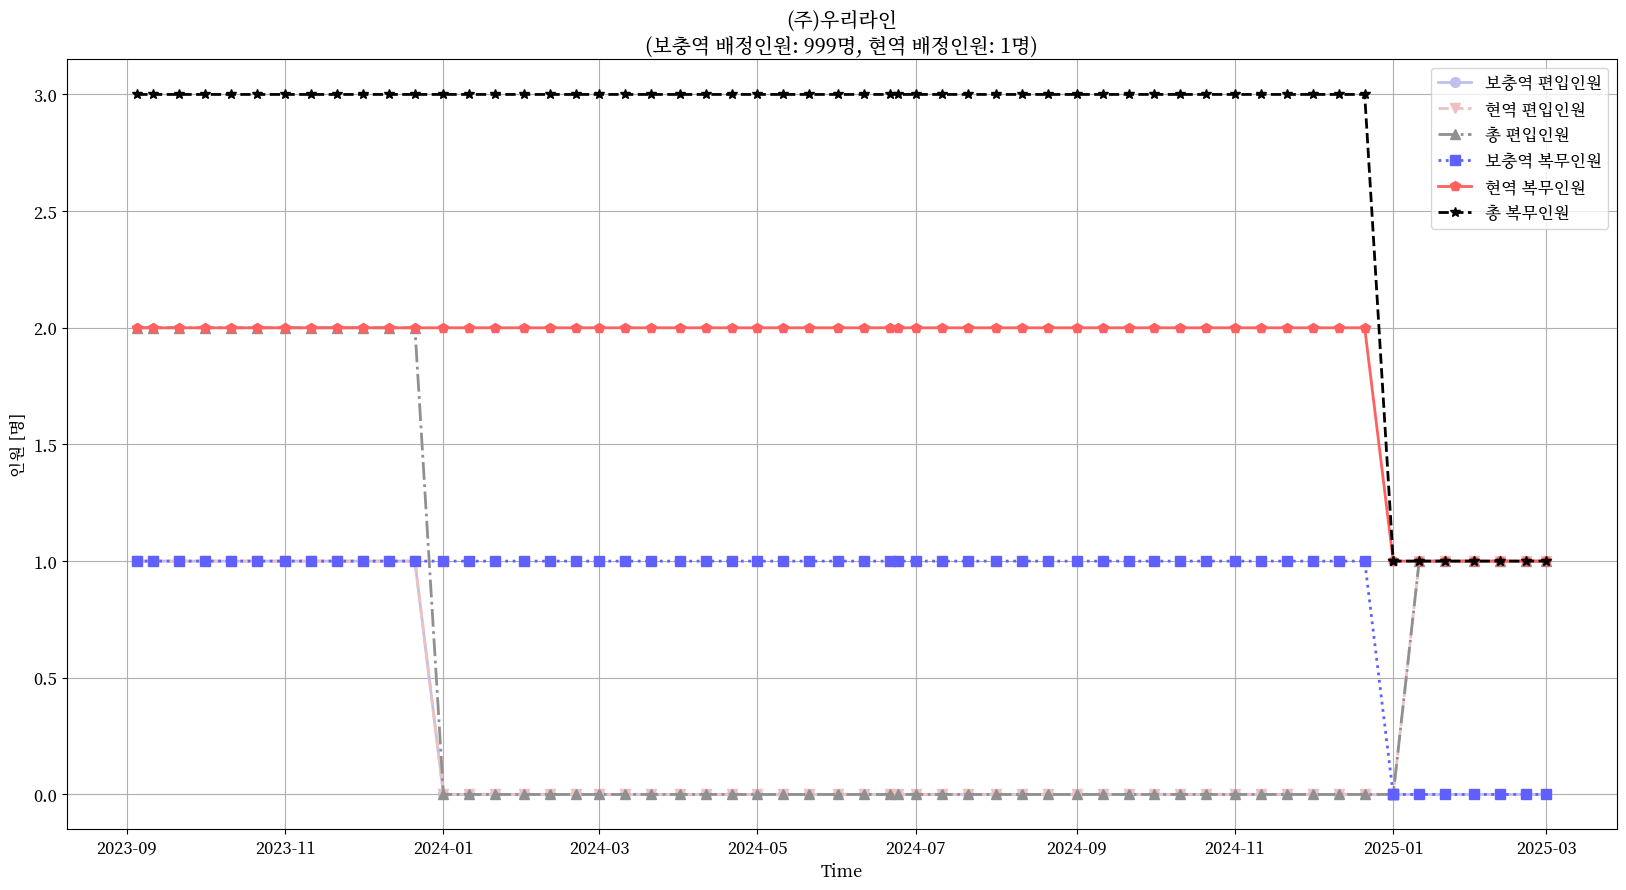 (주)우리라인
(보충역 배정인원: 999명, 현역 배정인원: 1명)
보충역 편입인원
현역 편입인원
총 편입인원
보충역 복무인원
현역 복무인원
총 복무인원
3.0
2.5
2.0
1.5
1.0
0.5
0.0
인원 [명]
2023-09 2023-11 2024-01 2024-03 2024-05 2024-07 2024-09 2024-11 2025-01 2025-03
Time